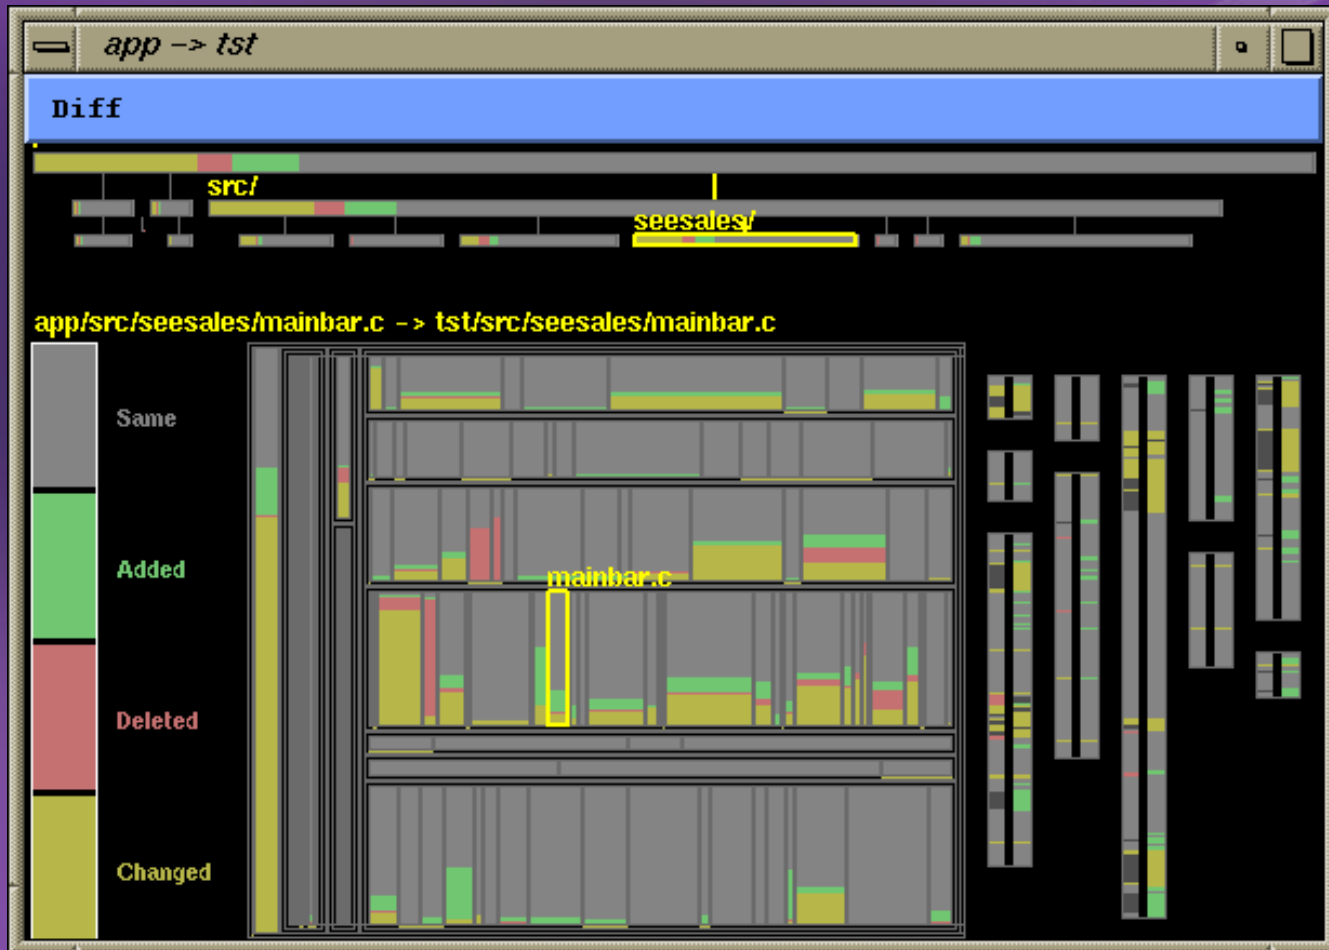 app -> tst
Diff
src/
seesales/
app/src/seesales/mainbar.c -> tst/src/seesales/mainbar.c
Same
Added
mainbar.c
Deleted
Changed